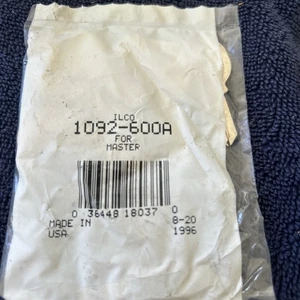 ILCO
1092-600A
FOR
MASTER
0 36448 18037 0
MADE IN 8-20
USA 1996